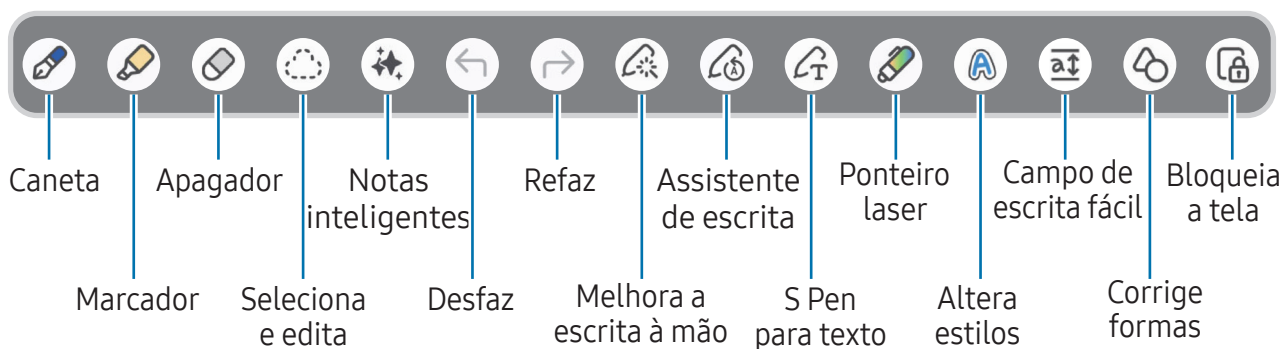 Caneta
Apagador
Notas
inteligentes
Refaz
Assistente
de escrita
Ponteiro
laser
Campo de
escrita fácil
Bloqueia
a tela
Marcador
Seleciona
e edita
Desfaz
Melhora a
escrita à mão
S Pen
para texto
Altera
estilos
Corrige
formas